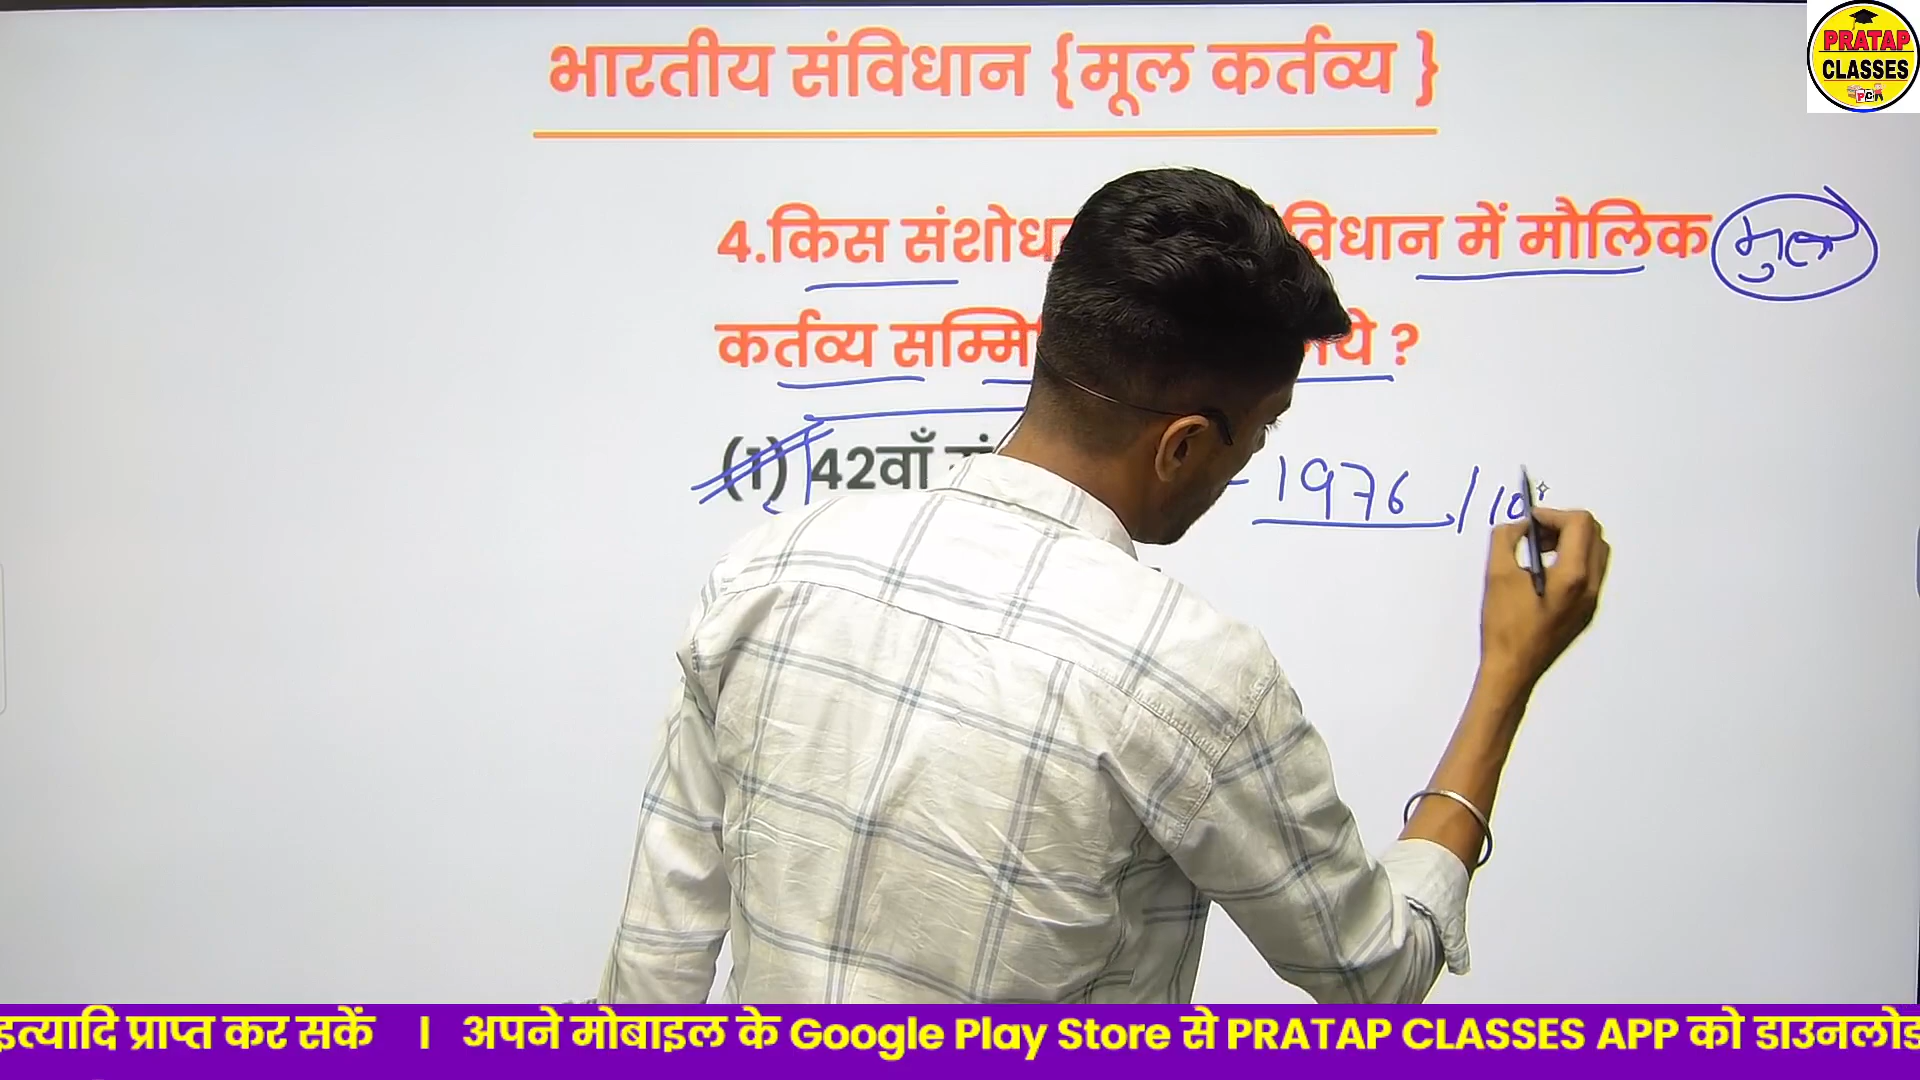 भारतीय संविधान {मूल कर्तव्य }
PRATAP
CLASSES
4.किस संशोध विधान में मौलिक
कर्तव्य सम्मि ये ?
(1) 42वाँ - 1976 / 10
इत्यादि प्राप्त कर सकें । अपने मोबाइल के Google Play Store से PRATAP CLASSES APP को डाउनलोड